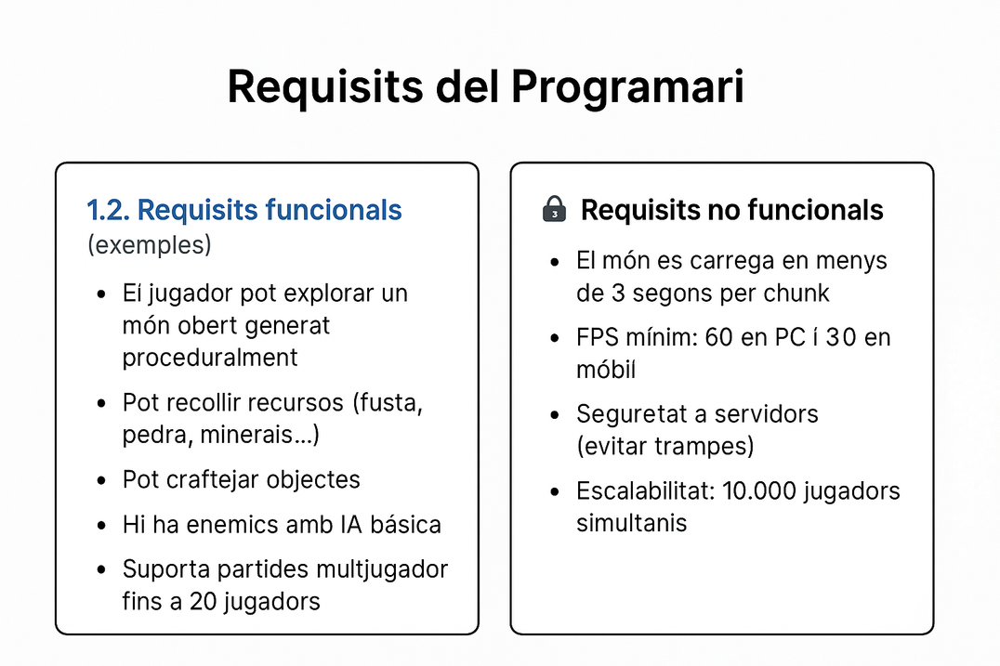 Requisits del Programari
1.2. Requisits funcionals
(exemples)
• Eí jugador pot explorar un
món obert generat
proceduralment
• Pot recollir recursos (fusta,
pedra, minerais...)
• Pot craftejar objectes
• Hi ha enemics amb IA básica
• Suporta partides multjugador
fins a 20 jugadors
3
Requisits no funcionals
• El món es carrega en menys
de 3 segons per chunk
• FPS mínim: 60 en PC í 30 en
móbií
• Seguretat a servidors
(evitar trampes)
• Escalabilitat: 10.000 jugadors
simultanis